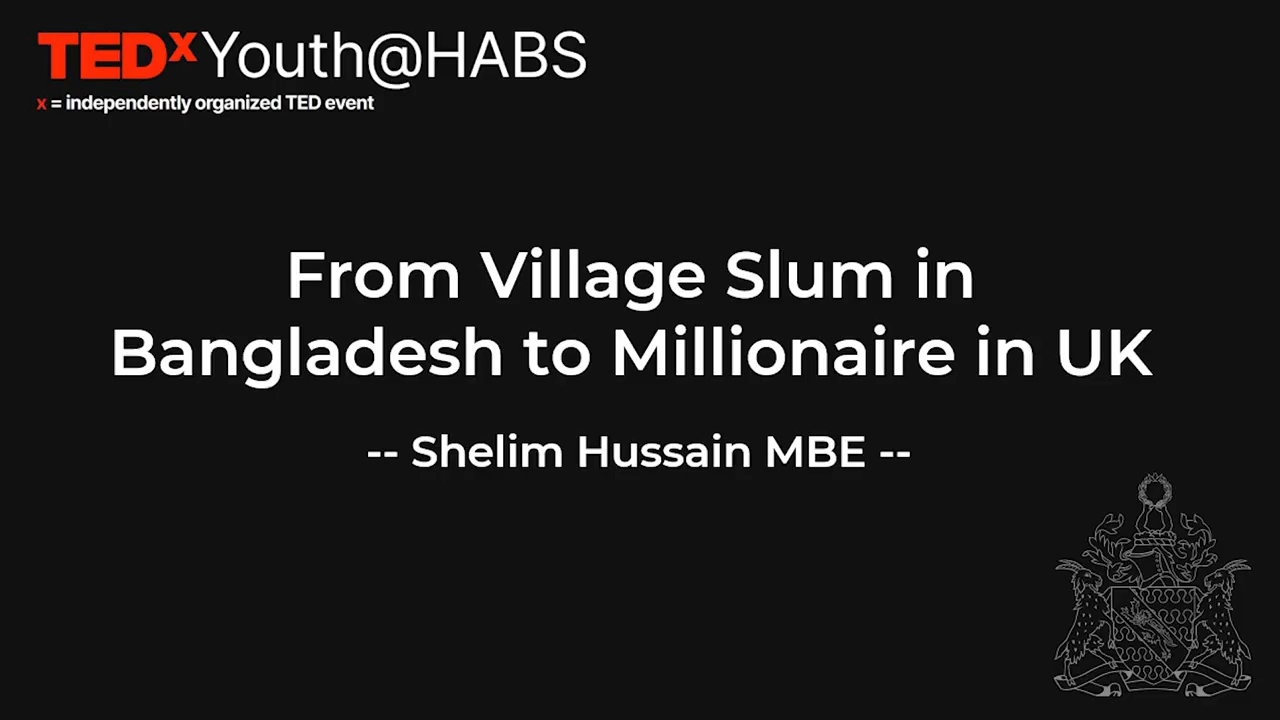 TEDxYouth@HABS
x = independently organized TED event
From Village Slum in
Bangladesh to Millionaire in UK
-- Shelim Hussain MBE --